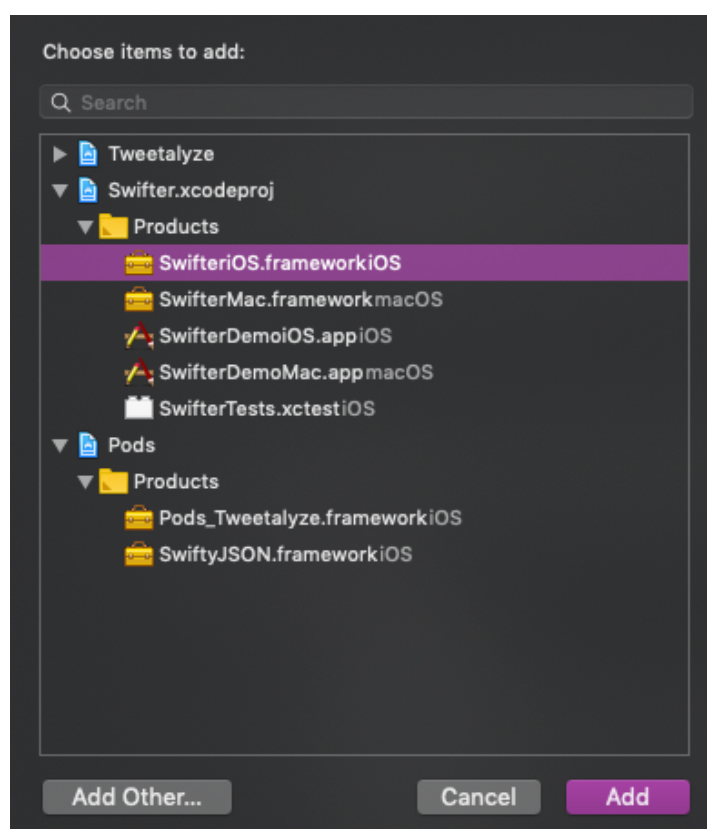 Choose items to add:
Search
Tweetalyze
Swifter.xcodeproj
Products
SwifteriOS.frameworkiOS
SwifterMac.frameworkmacOS
SwifterDemoiOS.appiOS
SwifterDemoMac.appmacOS
SwifterTests.xctestiOS
Pods
Products
Pods_Tweetalyze.frameworkiOS
SwiftyJSON.frameworkiOS
Add Other... Cancel Add